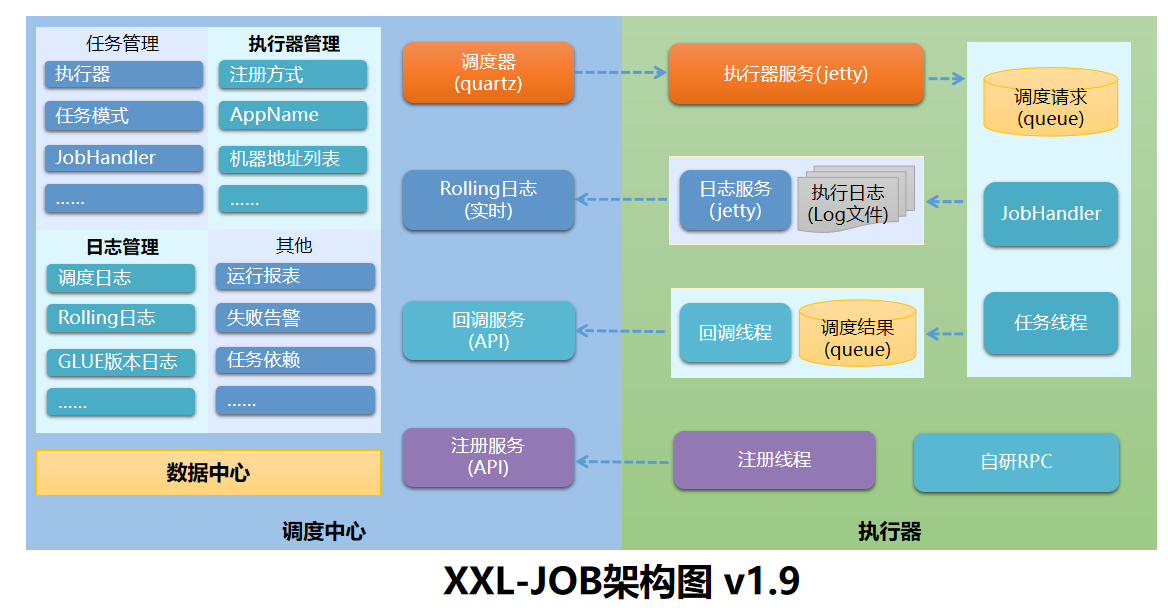 任务管理
执行器
任务模式
JobHandler
......
执行器管理
注册方式
AppName
机器地址列表
......
日志管理
调度日志
Rolling日志
GLUE版本日志
......
其他
运行报表
失败告警
任务依赖
......
数据中心
调度器
(quartz)
Rolling日志
(实时)
回调服务
(API)
注册服务
(API)
调度中心
执行器服务(jetty)
调度请求
(queue)
日志服务
(jetty)
执行日志
(Log文件)
JobHandler
回调线程
调度结果
(queue)
任务线程
注册线程
自研RPC
执行器
XXL-JOB架构图 v1.9